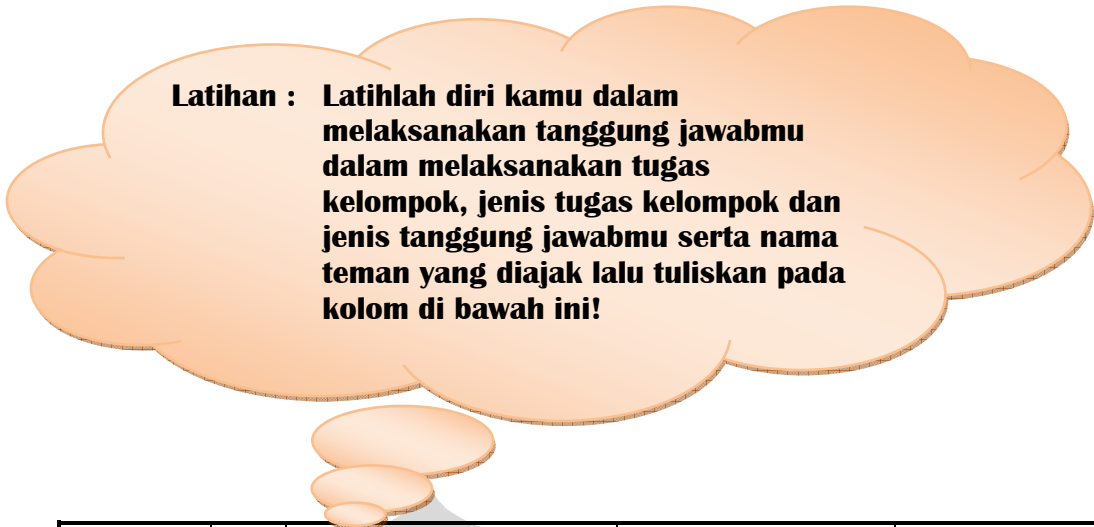 Latihan : Latihlah diri kamu dalam
melaksanakan tanggung jawabmu
dalam melaksanakan tugas
kelompok, jenis tugas kelompok dan
jenis tanggung jawabmu serta nama
teman yang diajak lalu tuliskan pada
kolom di bawah ini!